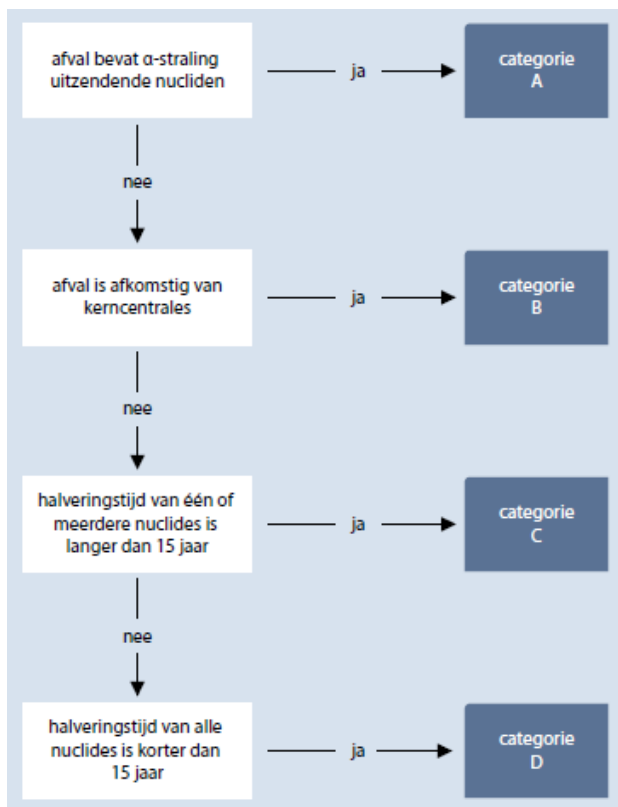 afval bevat α-straling
uitzendende nucliden
ja
categorie
A
nee
afval is afkomstig van
kerncentrales
ja
categorie
B
nee
halveringstijd van één of
meerdere nuclides is
langer dan 15 jaar
ja
categorie
C
nee
halveringstijd van alle
nuclides is korter dan
15 jaar
ja
categorie
D